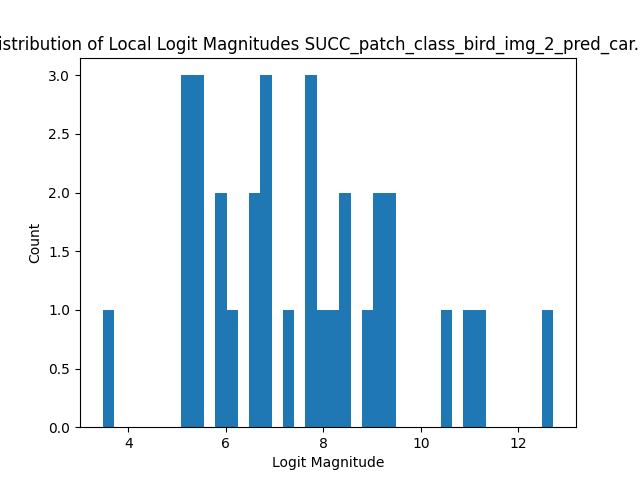 istribution of Local Logit Magnitudes SUCC_patch_class_bird_img_2_pred_car.
3.0
2.5
2.0
1.5
1.0
0.5
0.0
Count
4 6 8 10 12
Logit Magnitude